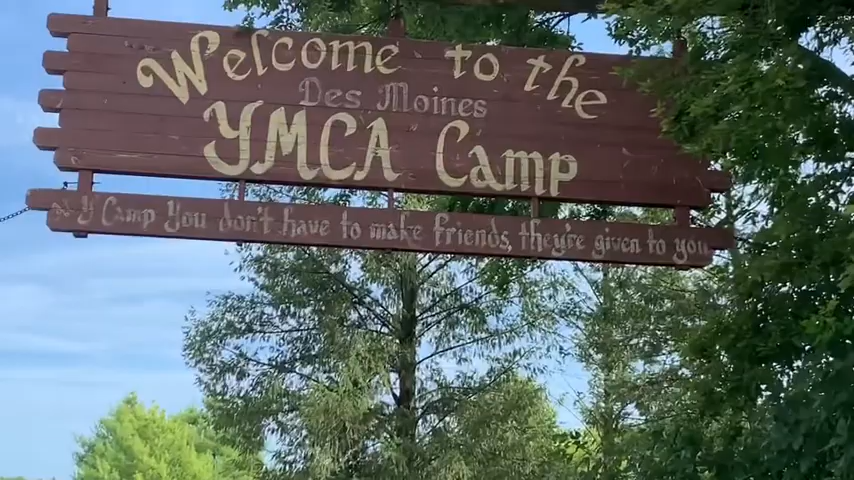 Welcome to the
Des Moines
YMCA Camp
At Y Camp you don't have to make friends, they're given to you